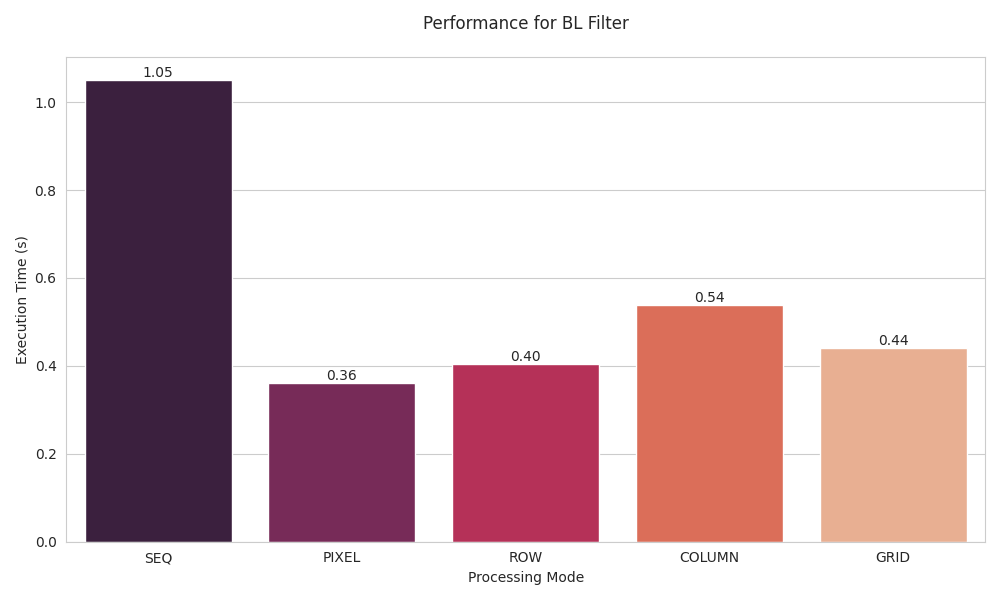 Performance for BL Filter
Execution Time (s)
1.0
0.8
0.6
0.4
0.2
0.0
1.05
0.36
0.40
0.54
0.44
SEQ PIXEL ROW COLUMN GRID
Processing Mode